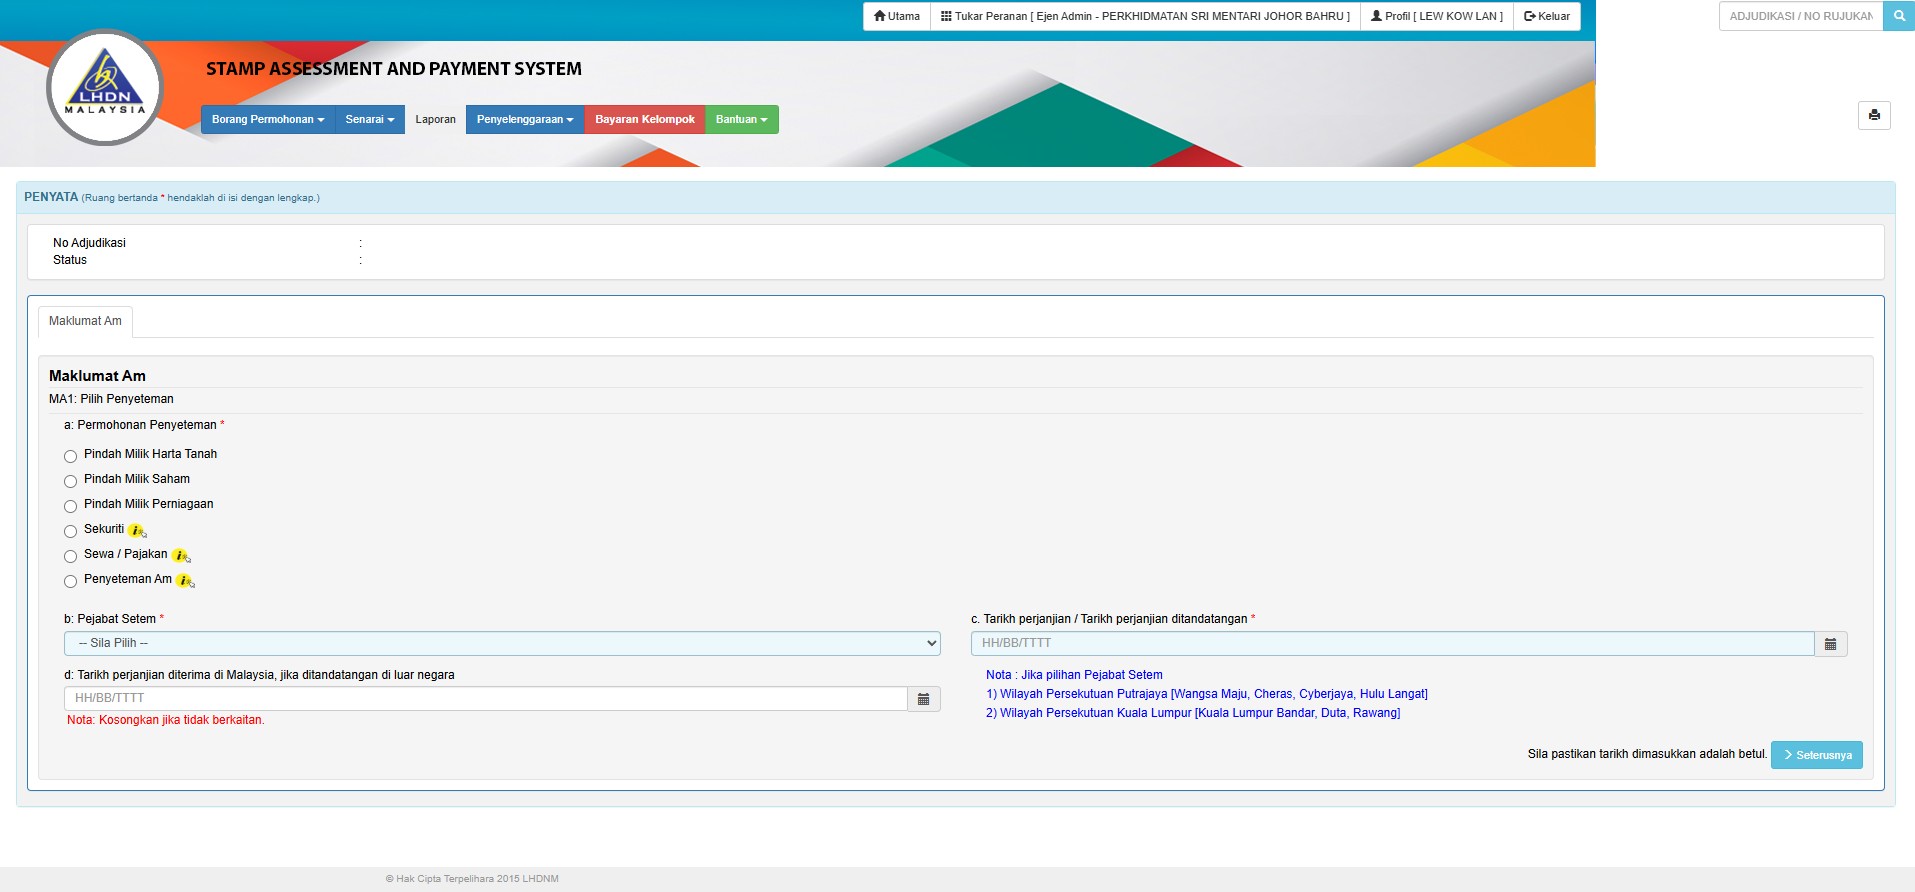 Utama
Tukar Peranan [ Ejen Admin - PERKHIDMATAN SRI MENTARI JOHOR BAHRU ]
Profil [ LEW KOW LAN ]
Keluar
ADJUDIKASI / NO RUJUKAN
LHDN
MALAYSIA
STAMP ASSESSMENT AND PAYMENT SYSTEM
Borang Permohonan
Senarai
Laporan
Penyelenggaraan
Bayaran Kelompok
Bantuan
PENYATA (Ruang bertanda * hendaklah di isi dengan lengkap.)
No Adjudikasi :
Status :
Maklumat Am
Maklumat Am
MA1: Pilih Penyeteman
a: Permohonan Penyeteman *
Pindah Milik Harta Tanah
Pindah Milik Saham
Pindah Milik Perniagaan
Sekuriti
Sewa / Pajakan
Penyeteman Am
b: Pejabat Setem *
-- Sila Pilih --
c. Tarikh perjanjian / Tarikh perjanjian ditandatangan *
HH/BB/TTTT
d: Tarikh perjanjian diterima di Malaysia, jika ditandatangan di luar negara
HH/BB/TTTT
Nota: Kosongkan jika tidak berkaitan.
Nota : Jika pilihan Pejabat Setem
1) Wilayah Persekutuan Putrajaya [Wangsa Maju, Cheras, Cyberjaya, Hulu Langat]
2) Wilayah Persekutuan Kuala Lumpur [Kuala Lumpur Bandar, Duta, Rawang]
Sila pastikan tarikh dimasukkan adalah betul.
Seterusnya
© Hak Cipta Terpelihara 2015 LHDNM